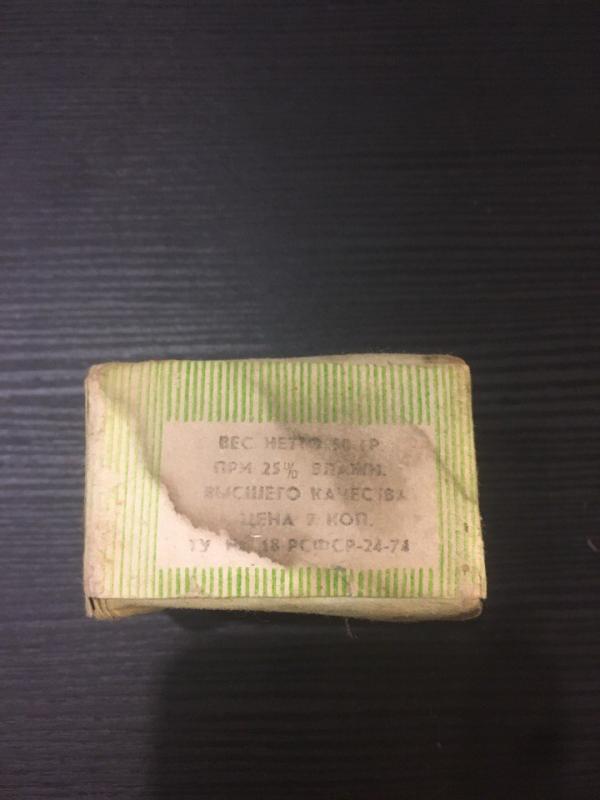 ВЕС НЕТТО 50 ГР
ПРИ 25% ВЛАЖН.
ВЫСШЕГО КАЧЕСТВА
ЦЕНА 7 КОП.
ТУ 18 РСФСР-24-74